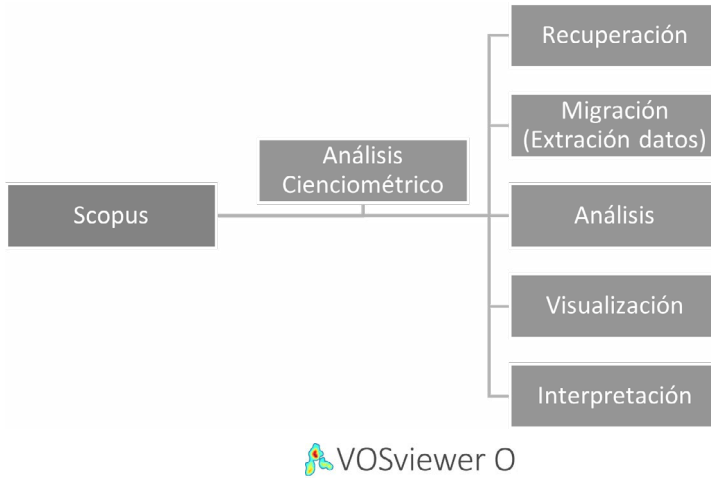 Recuperación
Migración
(Extración datos)
Análisis
Cienciométrico
Scopus
Análisis
Visualización
Interpretación
VOSviewer O